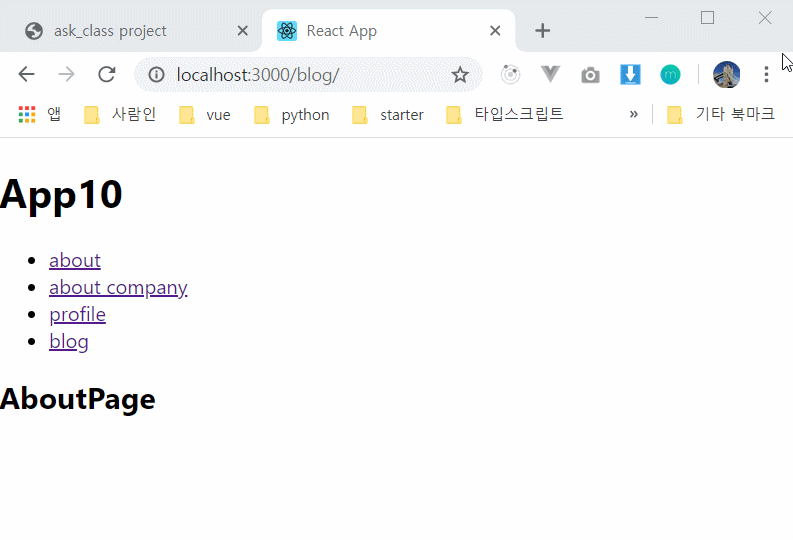 ask_class project
React App
localhost:3000/blog/
앱 사람인 vue python starter 타입스크립트 » 기타 북마크
App10
about
about company
profile
blog
AboutPage